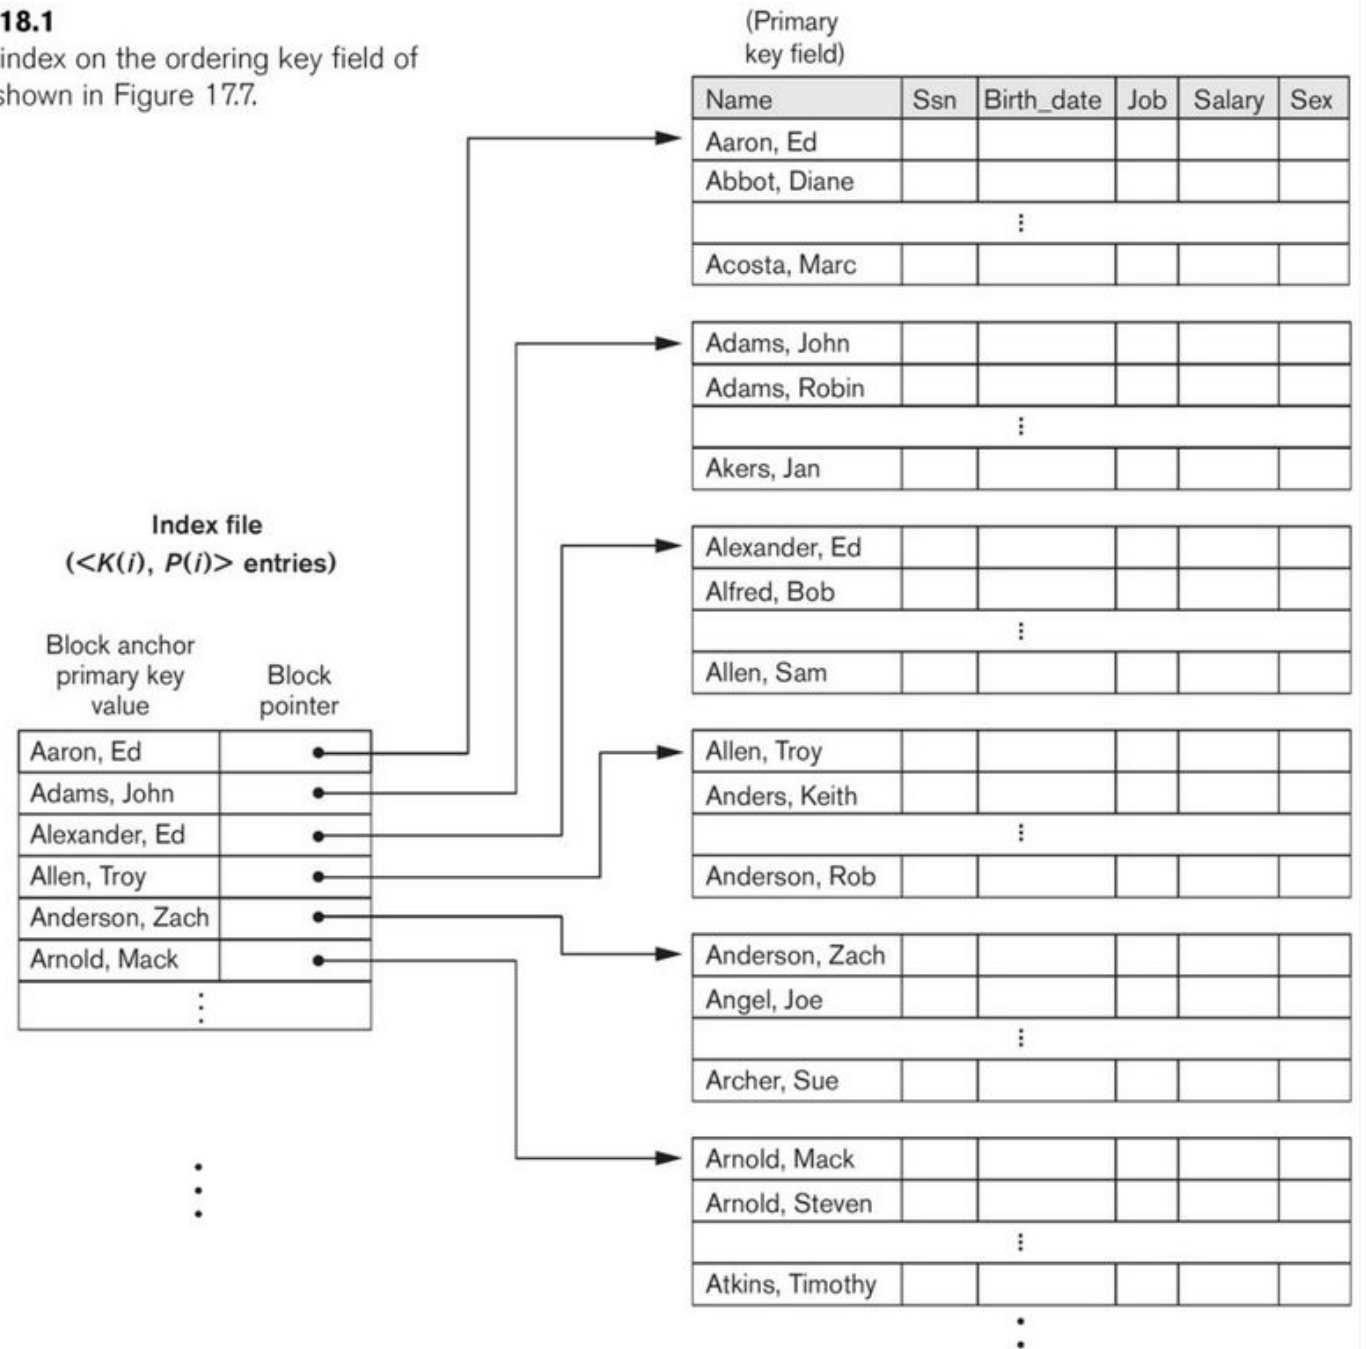 18.1
index on the ordering key field of
shown in Figure 17.7.
(Primary
key field)
Name Ssn Birth_date Job Salary Sex
Aaron, Ed
Abbot, Diane
Acosta, Marc
Adams, John
Adams, Robin
Akers, Jan
Alexander, Ed
Alfred, Bob
Allen, Sam
Allen, Troy
Anders, Keith
Anderson, Rob
Anderson, Zach
Angel, Joe
Archer, Sue
Arnold, Mack
Arnold, Steven
Atkins, Timothy
Index file
(<K(i), P(i)> entries)
Block anchor
primary key
value
Block
pointer
Aaron, Ed
Adams, John
Alexander, Ed
Allen, Troy
Anderson, Zach
Arnold, Mack